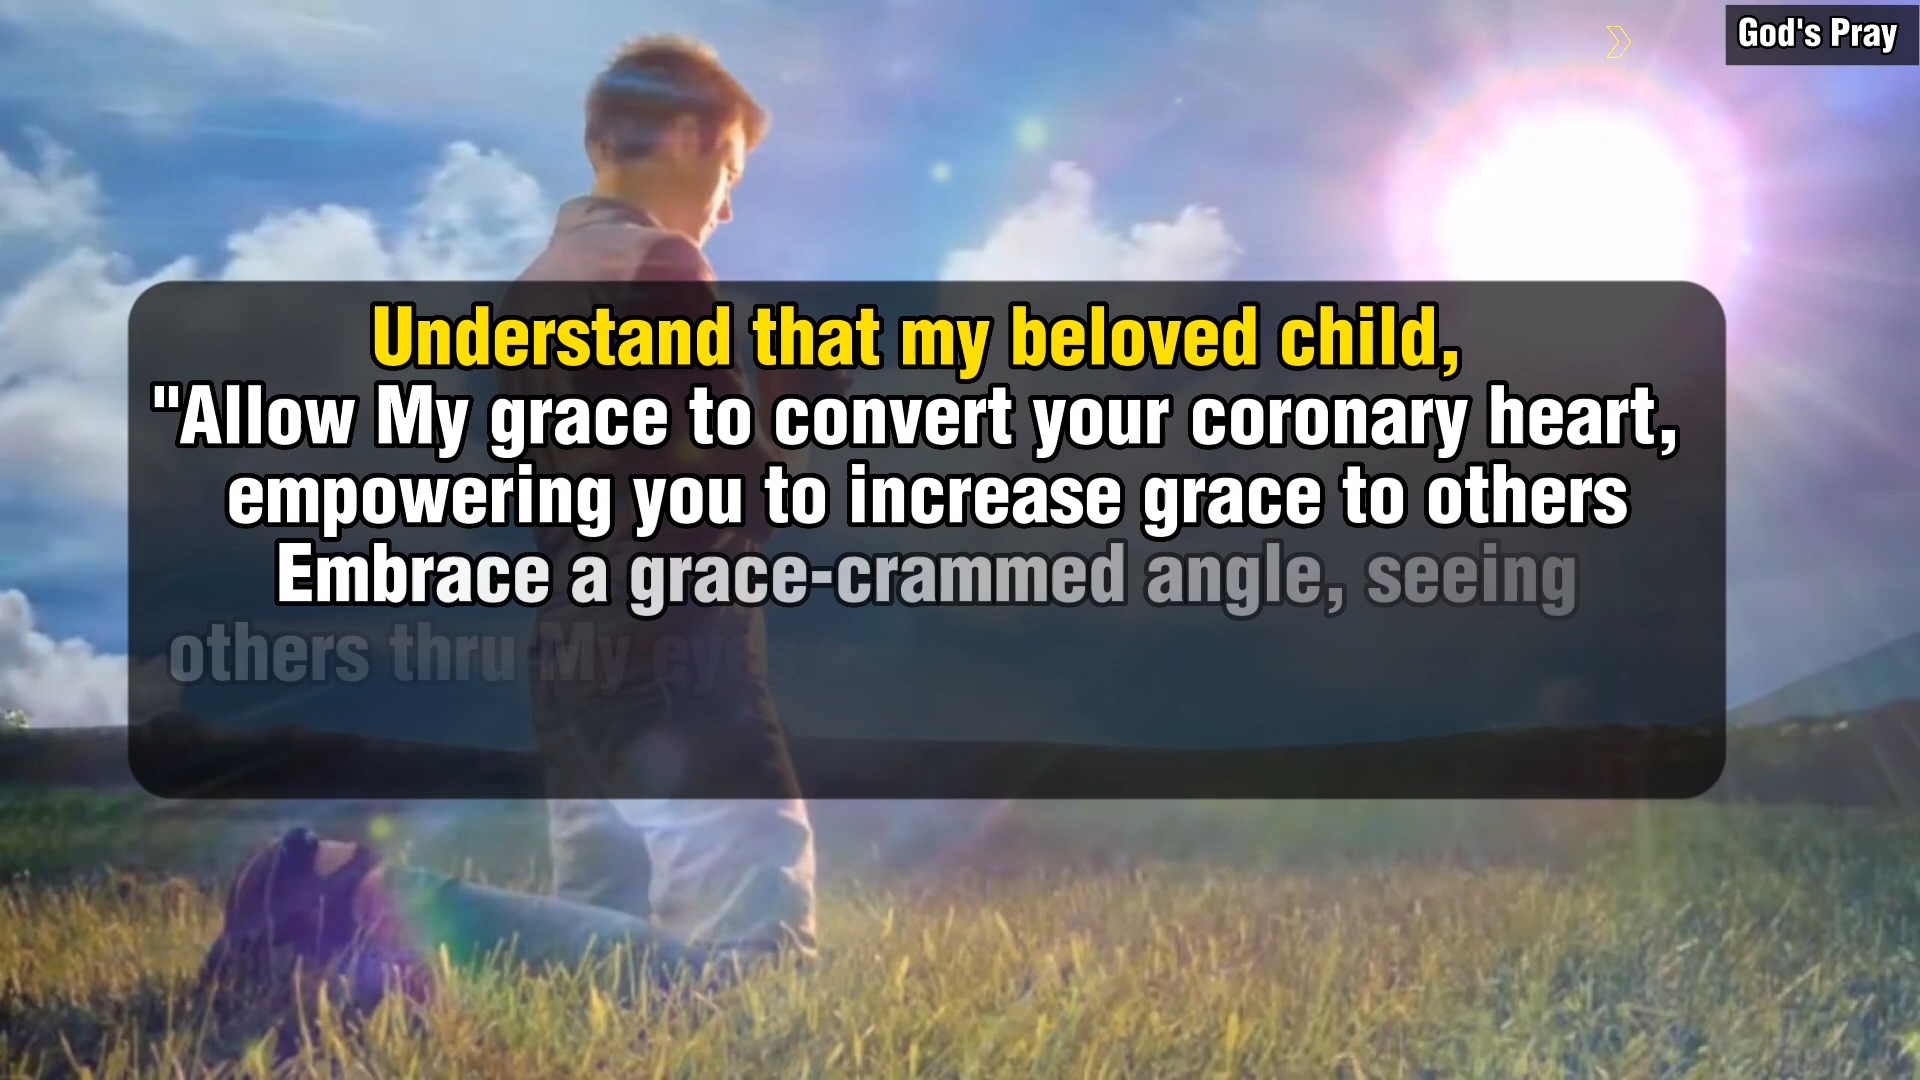 God's Pray
Understand that my beloved child,
"Allow My grace to convert your coronary heart,
empowering you to increase grace to others
Embrace a grace-crammed angle, seeing
others thru My eyes